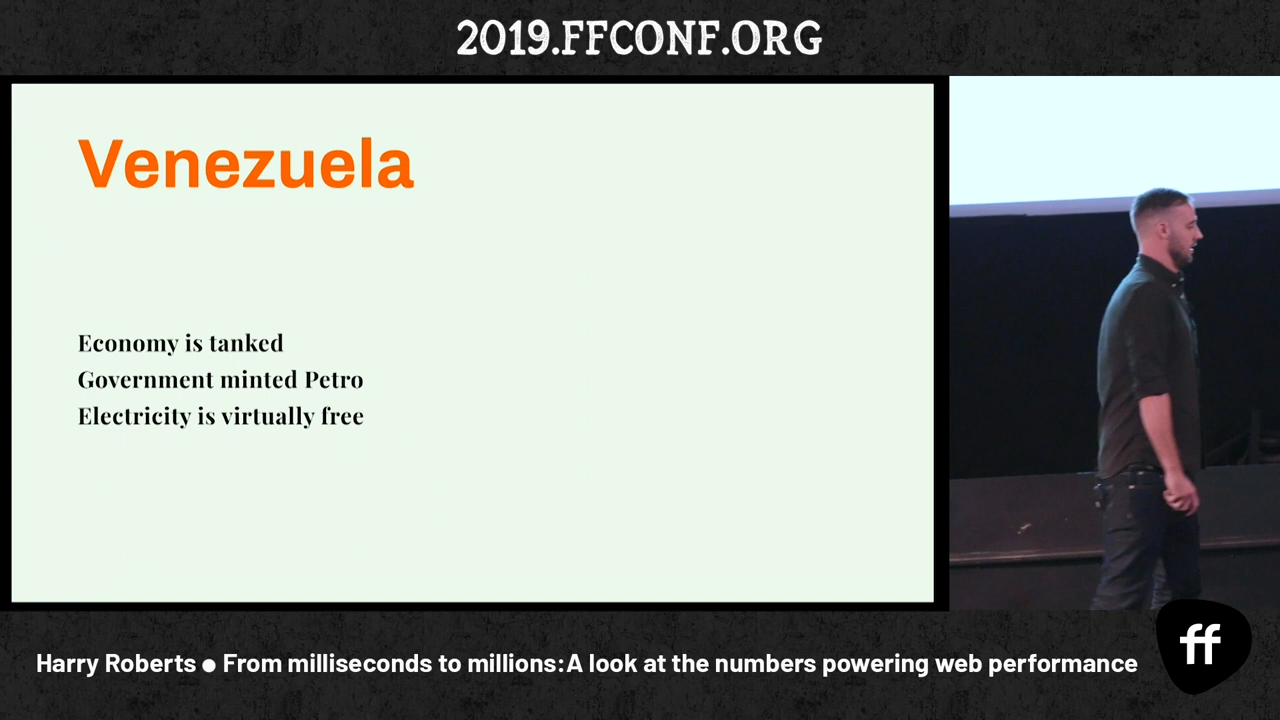 2019.FFCONF.ORG
Venezuela
Economy is tanked
Government minted Petro
Electricity is virtually free
Harry Roberts ● From milliseconds to millions: A look at the numbers powering web performance
ff